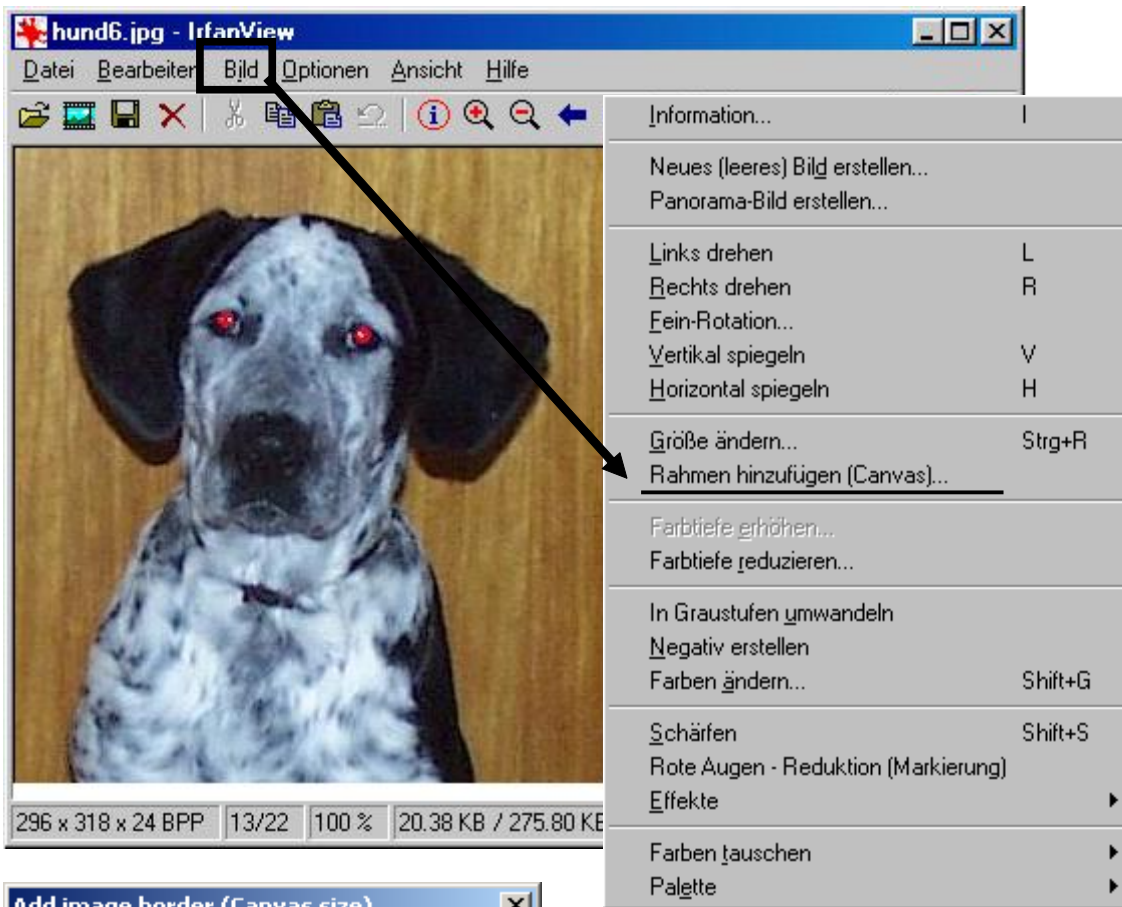 hund6.jpg - IrfanView
Datei Bearbeiten Bild Optionen Ansicht Hilfe
Information... I
Neues (leeres) Bild erstellen...
Panorama-Bild erstellen...
Links drehen L
Rechts drehen R
Fein-Rotation...
Vertikal spiegeln V
Horizontal spiegeln H
Größe ändern... Strg+R
Rahmen hinzufügen (Canvas)...
Farbtiefe erhöhen...
Farbtiefe reduzieren...
In Graustufen umwandeln
Negativ erstellen
Farben ändern... Shift+G
Schärfen Shift+S
Rote Augen - Reduktion (Markierung)
Effekte
Farben tauschen
Palette
296 x 318 x 24 BPP 13/22 100 % 20.38 KB / 275.80 KB
Add image border (Canvas size)